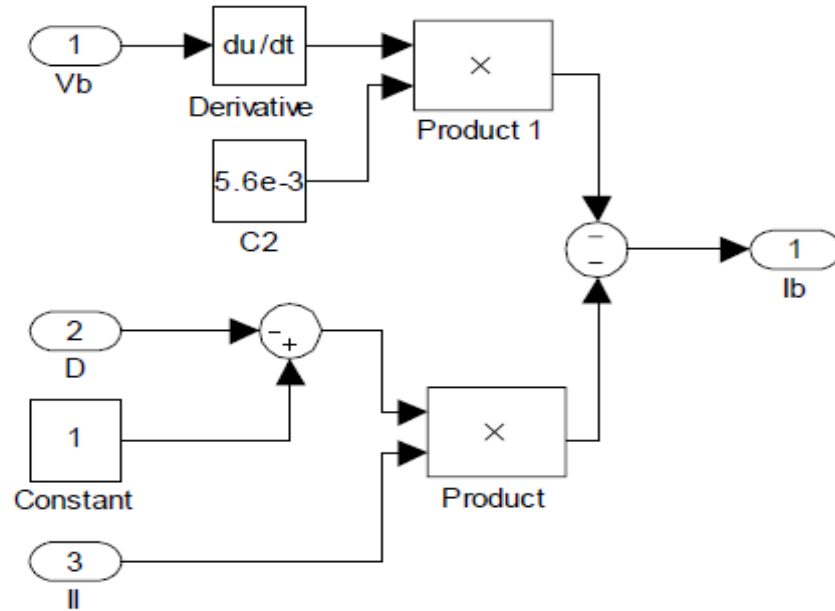 1
Vb
du/dt
Derivative
×
Product 1
5.6e-3
C2
−
−
1
Ib
2
D
-
+
1
Constant
×
Product
3
Il